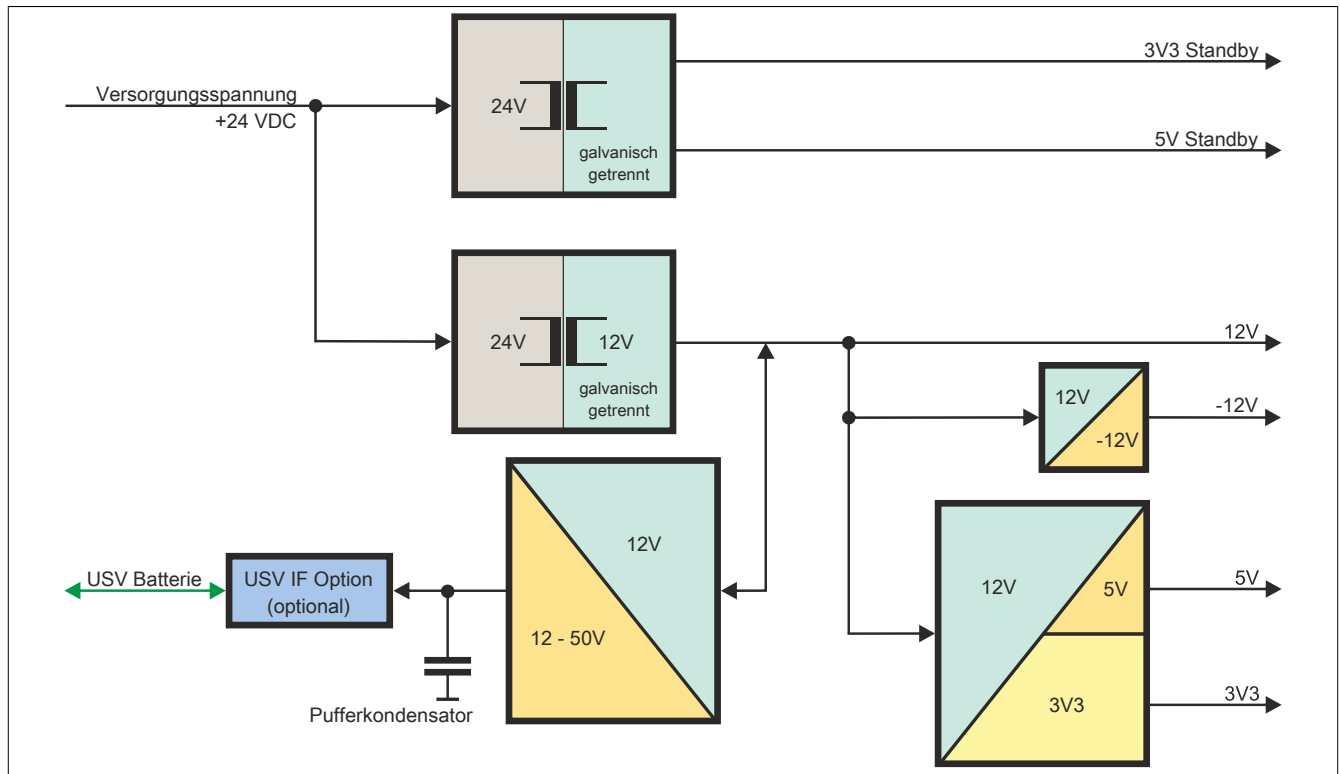 3V3 Standby
Versorgungsspannung
+24 VDC
24V
galvanisch
getrennt
5V Standby
24V
12V
galvanisch
getrennt
12V
12V
-12V
-12V
12V
12 - 50V
USV Batterie
USV IF Option
(optional)
Pufferkondensator
12V
5V
5V
3V3
3V3